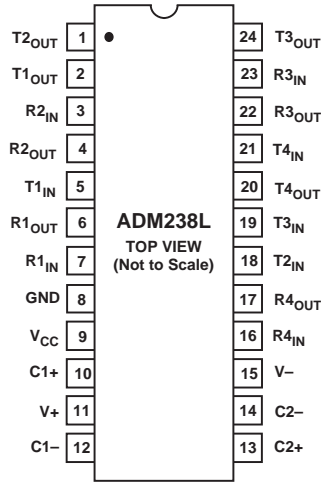 T2OUT 1 24 T3OUT
T1OUT 2 23 R3IN
R2IN 3 22 R3OUT
R2OUT 4 21 T4IN
T1IN 5 20 T4OUT
R1OUT 6 ADM238L 19 T3IN
TOP VIEW
R1IN 7 (Not to Scale) 18 T2IN
GND 8 17 R4OUT
VCC 9 16 R4IN
C1+ 10 15 V–
V+ 11 14 C2–
C1– 12 13 C2+